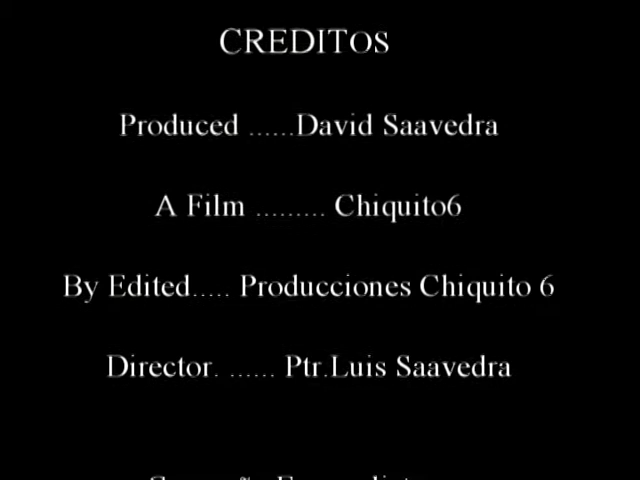 CREDITOS
Produced ......David Saavedra
A Film ......... Chiquito6
By Edited..... Producciones Chiquito 6
Director. ...... Ptr.Luis Saavedra